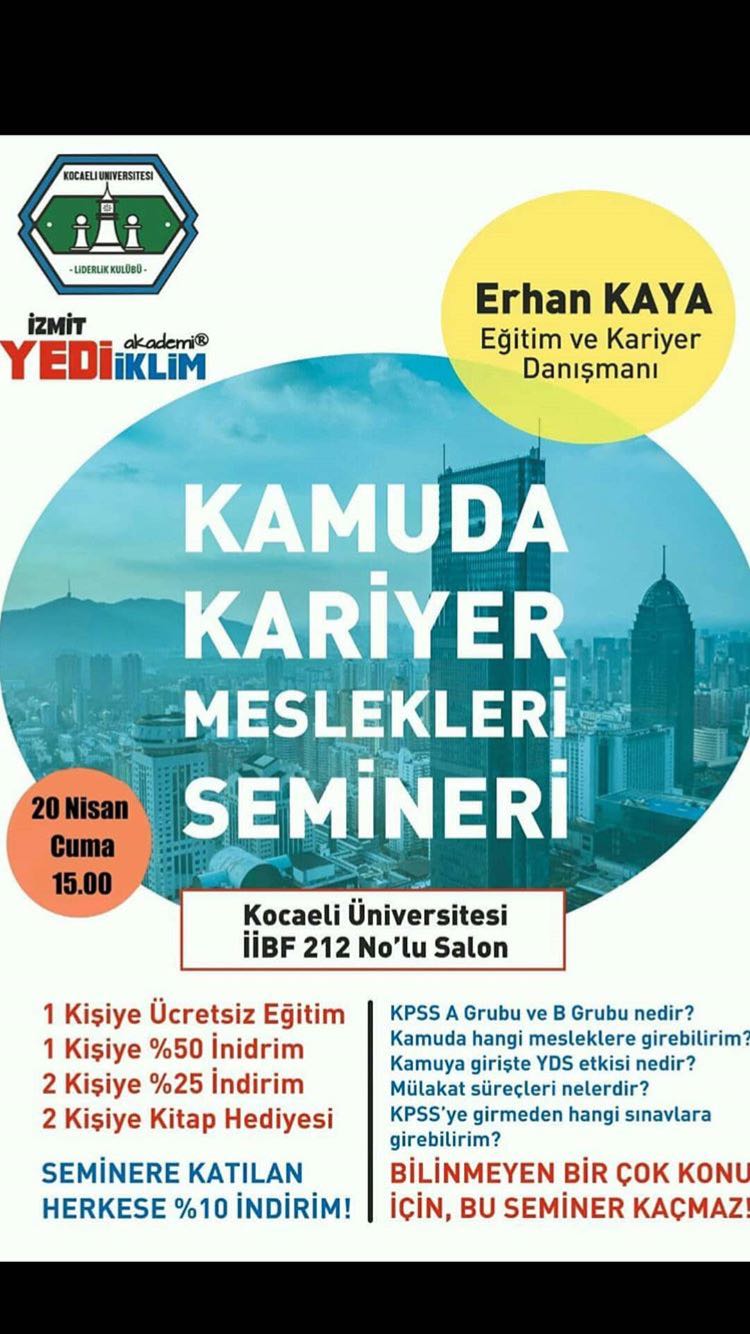 KOCAELİ UNIVERSITESI
- LİDERLİK KULÜBÜ -
İZMİT
YEDİ İKLİM akademi®
Erhan KAYA
Eğitim ve Kariyer
Danışmanı
KAMUDA
KARİYER
MESLEKLERİ
SEMİNERİ
20 Nisan
Cuma
15.00
Kocaeli Üniversitesi
İİBF 212 No'lu Salon
1 Kişiye Ücretsiz Eğitim
1 Kişiye %50 İnidrim
2 Kişiye %25 İndirim
2 Kişiye Kitap Hediyesi
SEMİNERE KATILAN
HERKESE %10 İNDİRİM!
KPSS A Grubu ve B Grubu nedir?
Kamuda hangi mesleklere girebilirim?
Kamuya girişte YDS etkisi nedir?
Mülakat süreçleri nelerdir?
KPSS'ye girmeden hangi sınavlara
girebilirim?
BİLİNMEYEN BİR ÇOK KONU
İÇİN, BU SEMİNER KAÇMAZ!